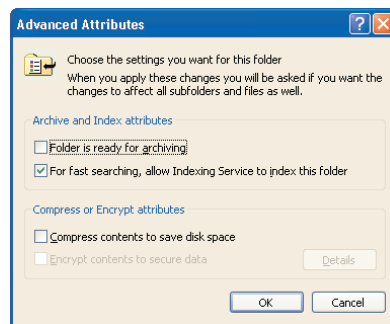 Advanced Attributes
Choose the settings you want for this folder
When you apply these changes you will be asked if you want the
changes to affect all subfolders and files as well.
Archive and Index attributes
Folder is ready for archiving
For fast searching, allow Indexing Service to index this folder
Compress or Encrypt attributes
Compress contents to save disk space
Encrypt contents to secure data
Details
OK
Cancel